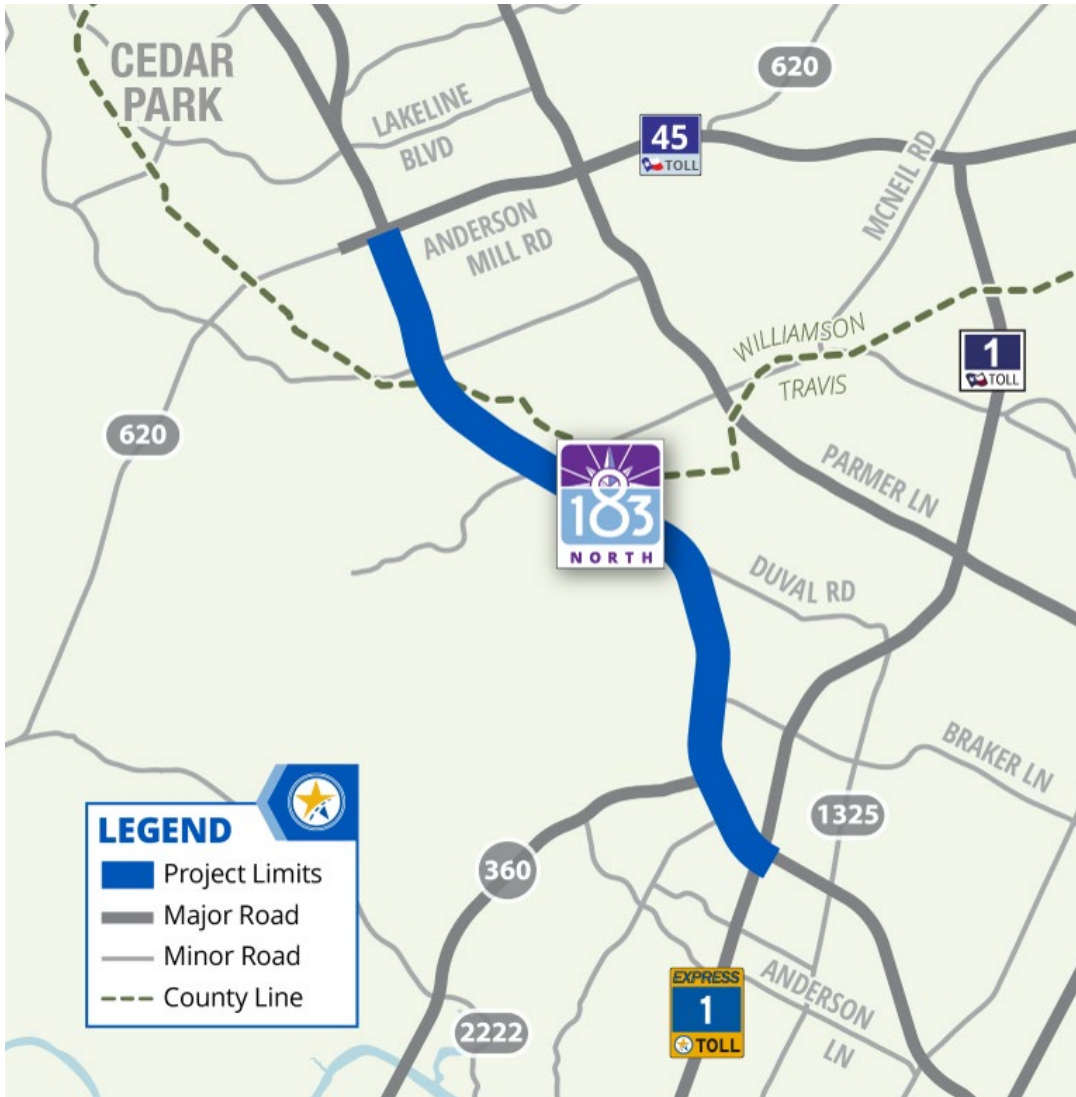 CEDAR
PARK
LAKELINE
BLVD
620
45
TOLL
MCNEIL RD
ANDERSON
MILL RD
WILLIAMSON
TRAVIS
1
TOLL
620
183
NORTH
PARMER LN
DUVAL RD
BRAKER LN
1325
360
LEGEND
Project Limits
Major Road
Minor Road
County Line
EXPRESS
1
TOLL
ANDERSON
LN
2222